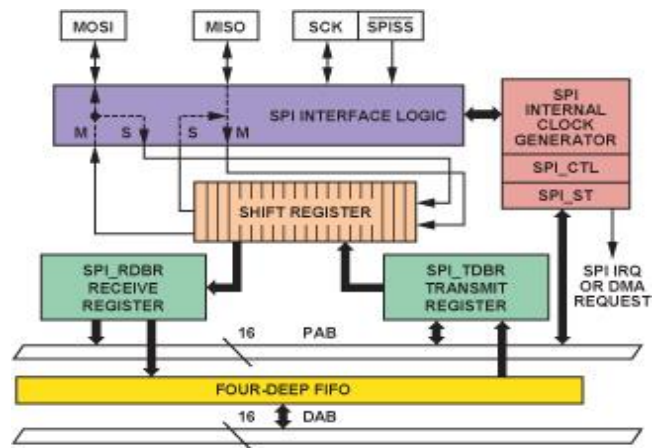 MOSI
MISO
SCK
SPISS
SPI INTERFACE LOGIC
M
S
S
M
SPI
INTERNAL
CLOCK
GENERATOR
SPI_CTL
SPI_ST
SHIFT REGISTER
SPI_RDBR
RECEIVE
REGISTER
SPI_TDBR
TRANSMIT
REGISTER
SPI IRQ
OR DMA
REQUEST
16 PAB
FOUR-DEEP FIFO
16 DAB